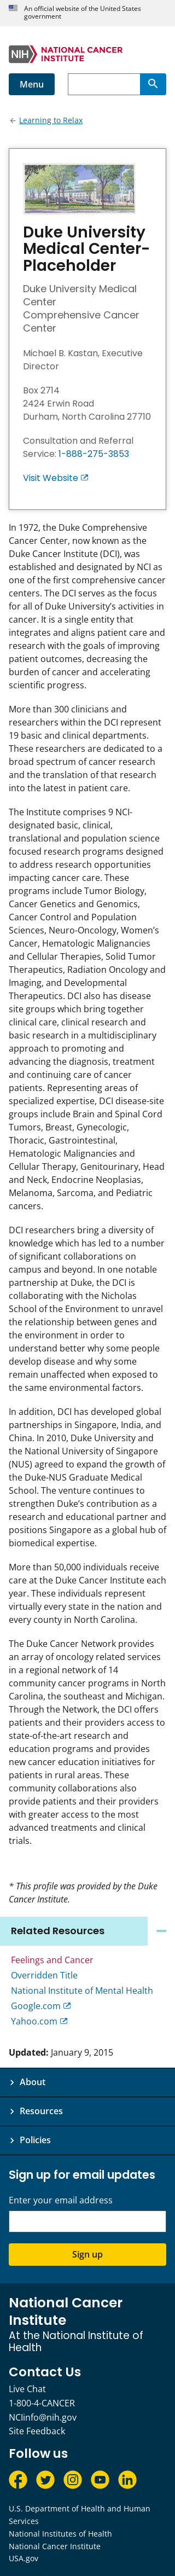 An official website of the United States
government
NIH NATIONAL CANCER
INSTITUTE
Menu
Learning to Relax
Duke University
Medical Center-
Placeholder
Duke University Medical
Center
Comprehensive Cancer
Center
Michael B. Kastan, Executive
Director
Box 2714
2424 Erwin Road
Durham, North Carolina 27710
Consultation and Referral
Service: 1-888-275-3853
Visit Website
In 1972, the Duke Comprehensive
Cancer Center, now known as the
Duke Cancer Institute (DCI), was
established and designated by NCI as
one of the first comprehensive cancer
centers. The DCI serves as the focus
for all of Duke University's activities in
cancer. It creates a structure that
integrates and aligns patient care and
research with the goals of improving
patient outcomes, decreasing the
burden of cancer and accelerating
scientific progress.
More than 300 clinicians and
researchers within the DCI represent
19 basic and clinical departments.
These researchers are dedicated to a
broad spectrum of cancer research
and the translation of that research
into the latest in patient care.
The Institute comprises 9 NCI-
designated basic, clinical,
translational and population science
focused research programs designed
to address research opportunities
impacting cancer care. These
programs include Tumor Biology,
Cancer Genetics and Genomics,
Cancer Control and Population
Sciences, Neuro-Oncology, Women's
Cancer, Hematologic Malignancies
and Cellular Therapies, Solid Tumor
Therapeutics, Radiation Oncology and
Imaging, and Developmental
Therapeutics. DCI also has disease
site groups which bring together
clinical care, clinical research and
basic research in a multidisciplinary
approach to promoting and
advancing the diagnosis, treatment
and continuing care of cancer
patients. Representing areas of
specialized expertise, DCI disease-site
groups include Brain and Spinal Cord
Tumors, Breast, Gynecologic,
Thoracic, Gastrointestinal,
Hematologic Malignancies and
Cellular Therapy, Genitourinary, Head
and Neck, Endocrine Neoplasias,
Melanoma, Sarcoma, and Pediatric
cancers.
DCI researchers bring a diversity of
knowledge which has led to a number
of significant collaborations on
campus and beyond. In one notable
partnership at Duke, the DCI is
collaborating with the Nicholas
School of the Environment to unravel
the relationship between genes and
the environment in order to
understand better why some people
develop disease and why some
remain unaffected when exposed to
the same environmental factors.
In addition, DCI has developed global
partnerships in Singapore, India, and
China. In 2010, Duke University and
the National University of Singapore
(NUS) agreed to expand the growth of
the Duke-NUS Graduate Medical
School. The venture continues to
strengthen Duke's contribution as a
research and educational partner and
positions Singapore as a global hub of
biomedical expertise.
More than 50,000 individuals receive
care at the Duke Cancer Institute each
year. These individuals represent
virtually every state in the nation and
every county in North Carolina.
The Duke Cancer Network provides
an array of oncology related services
in a regional network of 14
community cancer programs in North
Carolina, the southeast and Michigan.
Through the Network, the DCI offers
patients and their providers access to
state-of-the-art research and
education programs and provides
innovative cancer initiatives for
patients in rural areas. These
community collaborations also
provide patients and their providers
with greater access to the most
advanced treatments and clinical
trials.
* This profile was provided by the Duke
Cancer Institute.
Related Resources
Feelings and Cancer
Overridden Title
National Institute of Mental Health
Google.com
Yahoo.com
Updated: January 9, 2015
About
Resources
Policies
Sign up for email updates
Enter your email address
Sign up
National Cancer
Institute
At the National Institute of
Health
Contact Us
Live Chat
1-800-4-CANCER
NCIinfo@nih.gov
Site Feedback
Follow us
U.S. Department of Health and Human
Services
National Institutes of Health
National Cancer Institute
USA.gov